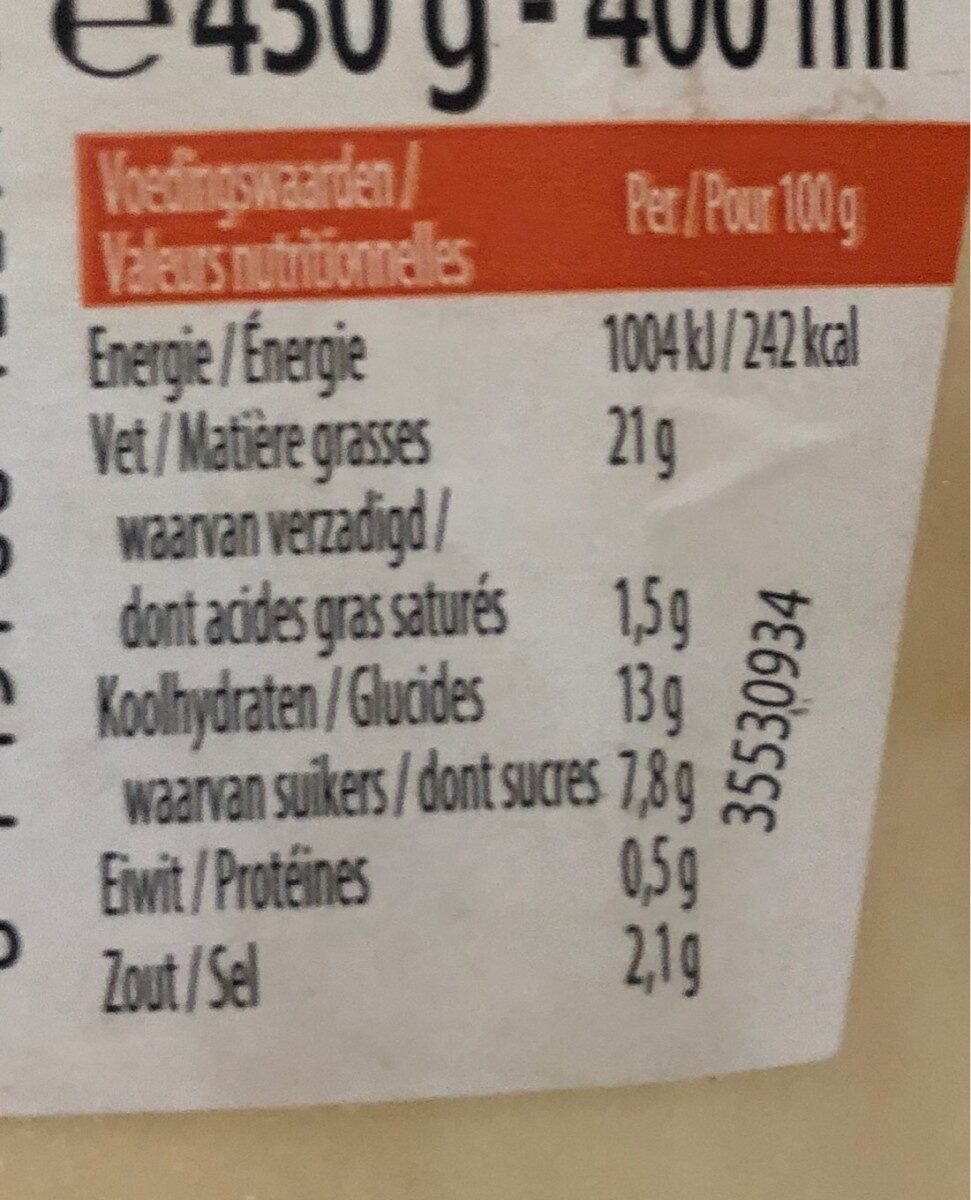 e 430 g - 400 ml
Voedingswaarden / Per / Pour 100 g
Valeurs nutritionnelles
Energie / Énergie 1004 kJ / 242 kcal
Vet / Matière grasses 21 g
waarvan verzadigd /
dont acides gras saturés 1,5 g
Koolhydraten / Glucides 13 g
waarvan suikers / dont sucres 7,8 g
Eiwit / Protéines 0,5 g
Zout / Sel 2,1 g
35530934